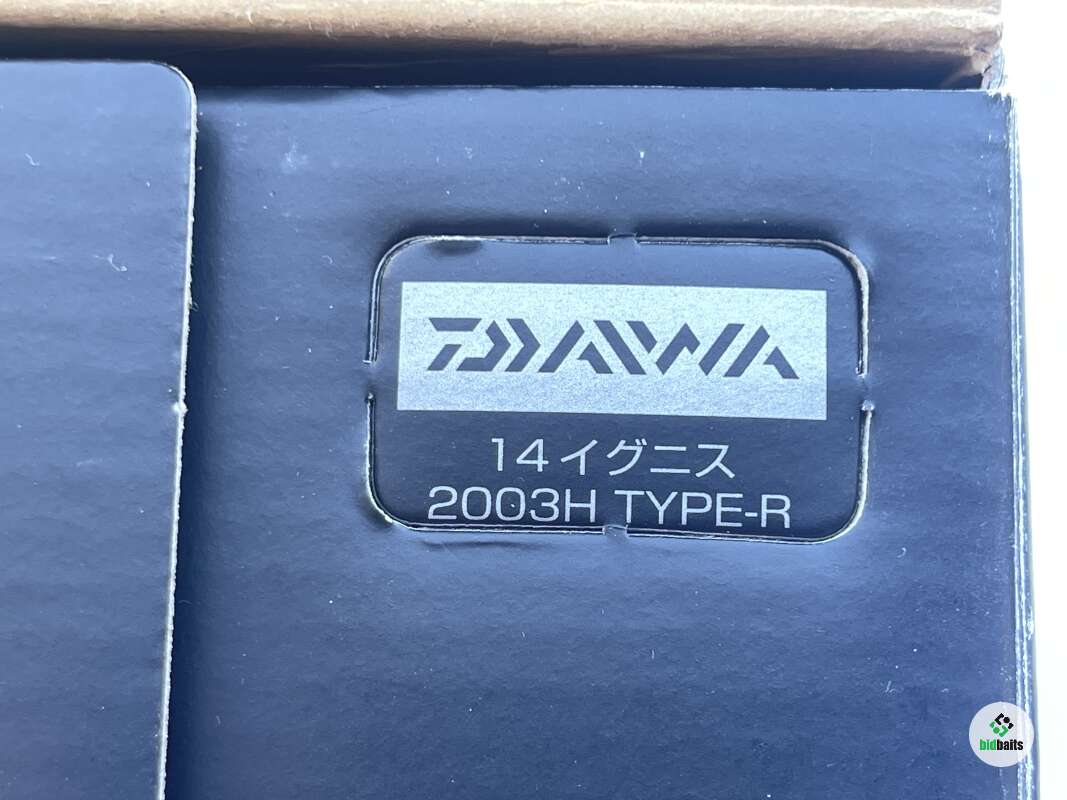 DAIWA
14イグニス
2003H TYPE-R
bidbaits